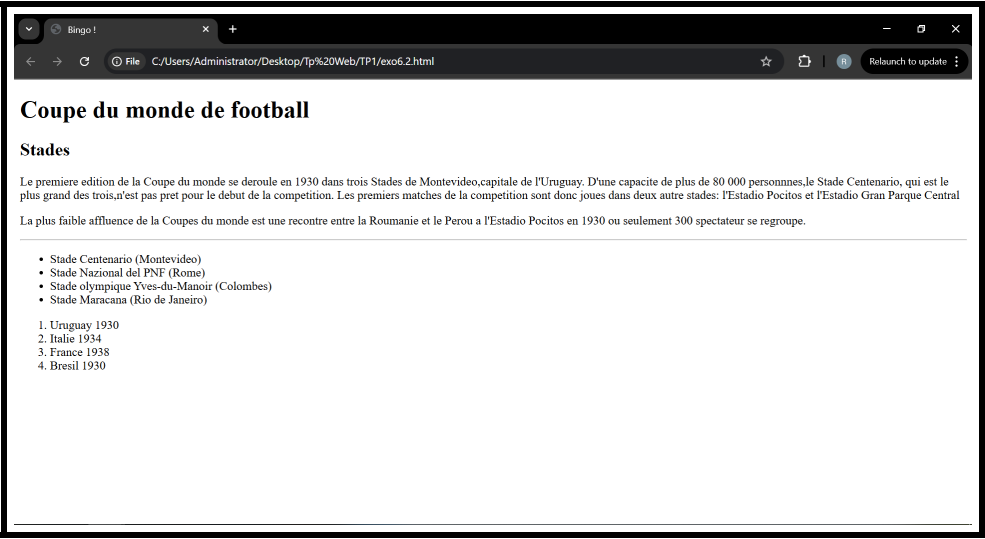 Bingo !
File
C:/Users/Administrator/Desktop/Tp%20Web/TP1/exo6.2.html
R
Relaunch to update
Coupe du monde de football
Stades
Le premiere edition de la Coupe du monde se deroule en 1930 dans trois Stades de Montevideo,capitale de l'Uruguay. D'une capacite de plus de 80 000 personnnes,le Stade Centenario, qui est le
plus grand des trois,n'est pas pret pour le debut de la competition. Les premiers matches de la competition sont donc joues dans deux autre stades: l'Estadio Pocitos et l'Estadio Gran Parque Central
La plus faible affluence de la Coupes du monde est une recontre entre la Roumanie et le Perou a l'Estadio Pocitos en 1930 ou seulement 300 spectateur se regroupe.
• Stade Centenario (Montevideo)
• Stade Nazional del PNF (Rome)
• Stade olympique Yves-du-Manoir (Colombes)
• Stade Maracana (Rio de Janeiro)
1. Uruguay 1930
2. Italie 1934
3. France 1938
4. Bresil 1930